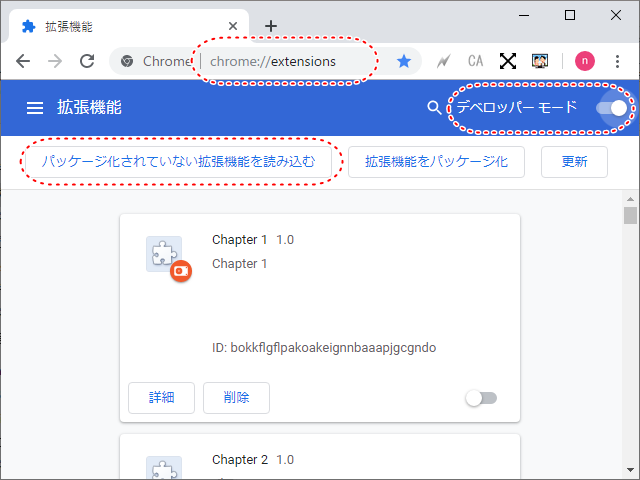 拡張機能
Chrome
chrome://extensions
CA
n
拡張機能
デベロッパー モード
パッケージ化されていない拡張機能を読み込む
拡張機能をパッケージ化
更新
Chapter 1 1.0
Chapter 1
ID: bokkflgflpakoakeignnbaaapjgcgndo
詳細
削除
Chapter 2 1.0